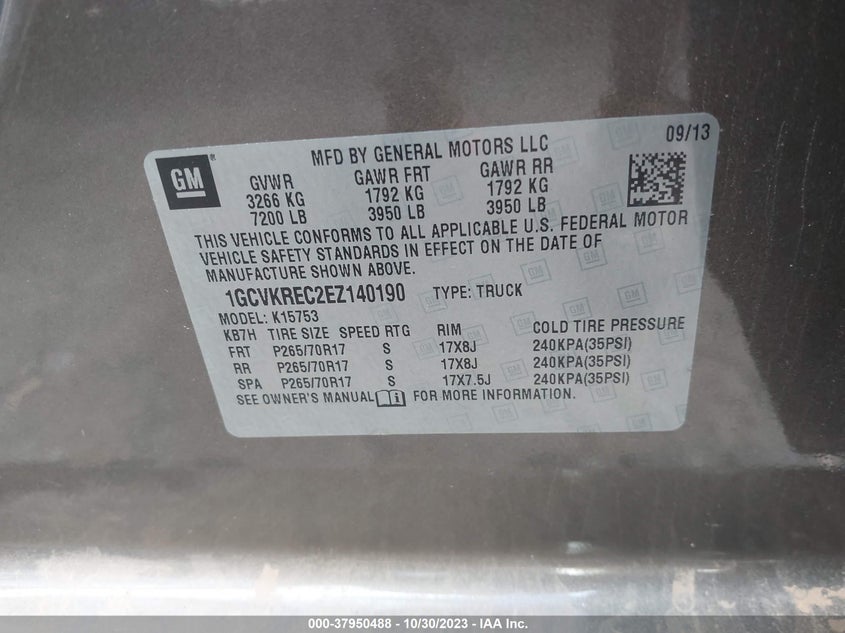 09/13
MFD BY GENERAL MOTORS LLC
GM®
GVWR GAWR FRT GAWR RR
3266 KG 1792 KG 1792 KG
7200 LB 3950 LB 3950 LB
THIS VEHICLE CONFORMS TO ALL APPLICABLE U.S. FEDERAL MOTOR
VEHICLE SAFETY STANDARDS IN EFFECT ON THE DATE OF
MANUFACTURE SHOWN ABOVE.
1GCVKREC2EZ140190 TYPE: TRUCK
MODEL: K15753
KB7H TIRE SIZE SPEED RTG RIM COLD TIRE PRESSURE
FRT P265/70R17 S 17X8J 240KPA(35PSI)
RR P265/70R17 S 17X8J 240KPA(35PSI)
SPA P265/70R17 S 17X7.5J 240KPA(35PSI)
SEE OWNER'S MANUAL FOR MORE INFORMATION.
000-37950488 - 10/30/2023 - IAA Inc.